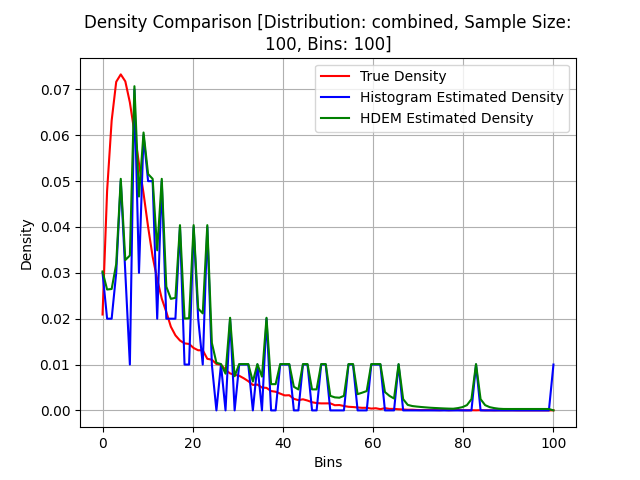 Density Comparison [Distribution: combined, Sample Size:
100, Bins: 100]
True Density
Histogram Estimated Density
HDEM Estimated Density
Density
0.07
0.06
0.05
0.04
0.03
0.02
0.01
0.00
0 20 40 60 80 100
Bins